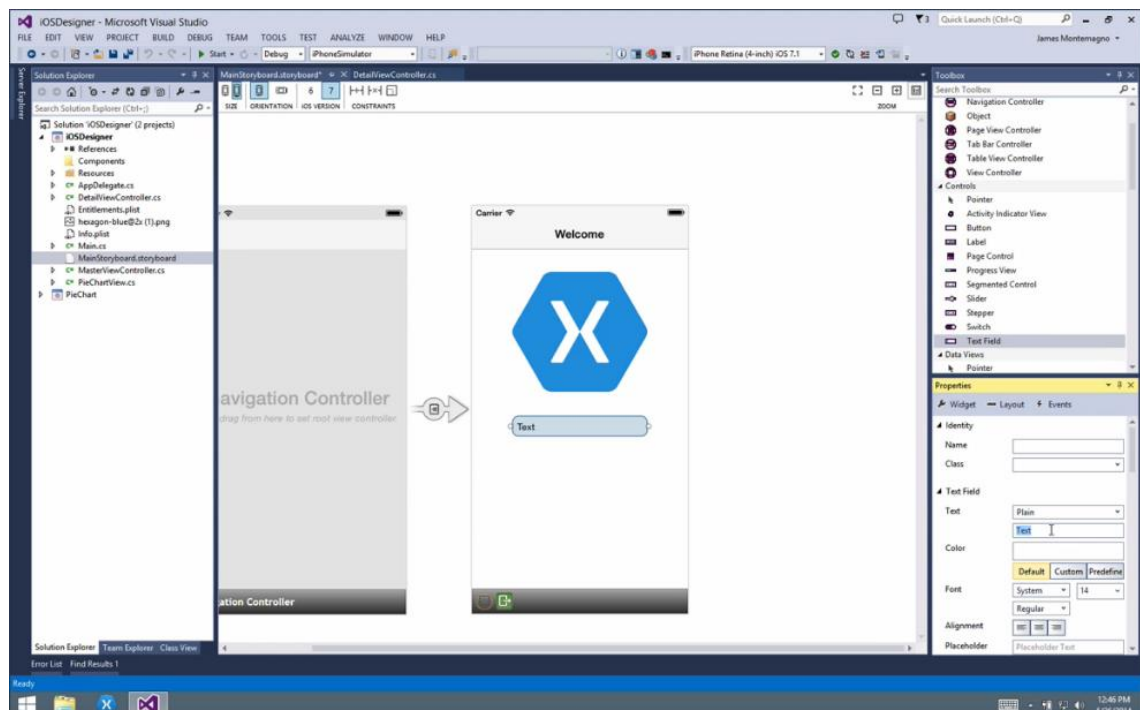 iOSDesigner - Microsoft Visual Studio
3
Quick Launch (Ctrl+Q)
FILE EDIT VIEW PROJECT BUILD DEBUG TEAM TOOLS TEST ANALYZE WINDOW HELP
James Montemagno
Start Debug iPhoneSimulator iPhone Retina (4-inch) iOS 7.1
Server Explorer
Solution Explorer
Search Solution Explorer (Ctrl+;)
Solution 'iOSDesigner' (2 projects)
iOSDesigner
References
Components
Resources
AppDelegate.cs
DetailViewController.cs
Entitlements.plist
hexagon-blue@2x (1).png
Info.plist
Main.cs
MainStoryboard.storyboard
MasterViewController.cs
PieChartView.cs
PieChart
Solution Explorer Team Explorer Class View
MainStoryboard.storyboard* DetailViewController.cs
6 7
SIZE ORIENTATION iOS VERSION CONSTRAINTS ZOOM
avigation Controller
drag from here to set root view controller
gation Controller
Carrier
Welcome
Text
Toolbox
Search Toolbox
Navigation Controller
Object
Page View Controller
Tab Bar Controller
Table View Controller
View Controller
Controls
Pointer
Activity Indicator View
Button
Label
Page Control
Progress View
Segmented Control
Slider
Stepper
Switch
Text Field
Data Views
Pointer
Properties
Widget Layout Events
Identity
Name
Class
Text Field
Text Plain
Text
Color
Default Custom Predefine
Font System 14
Regular
Alignment
Placeholder Placeholder Text
Error List Find Results 1
Ready
12:46 PM